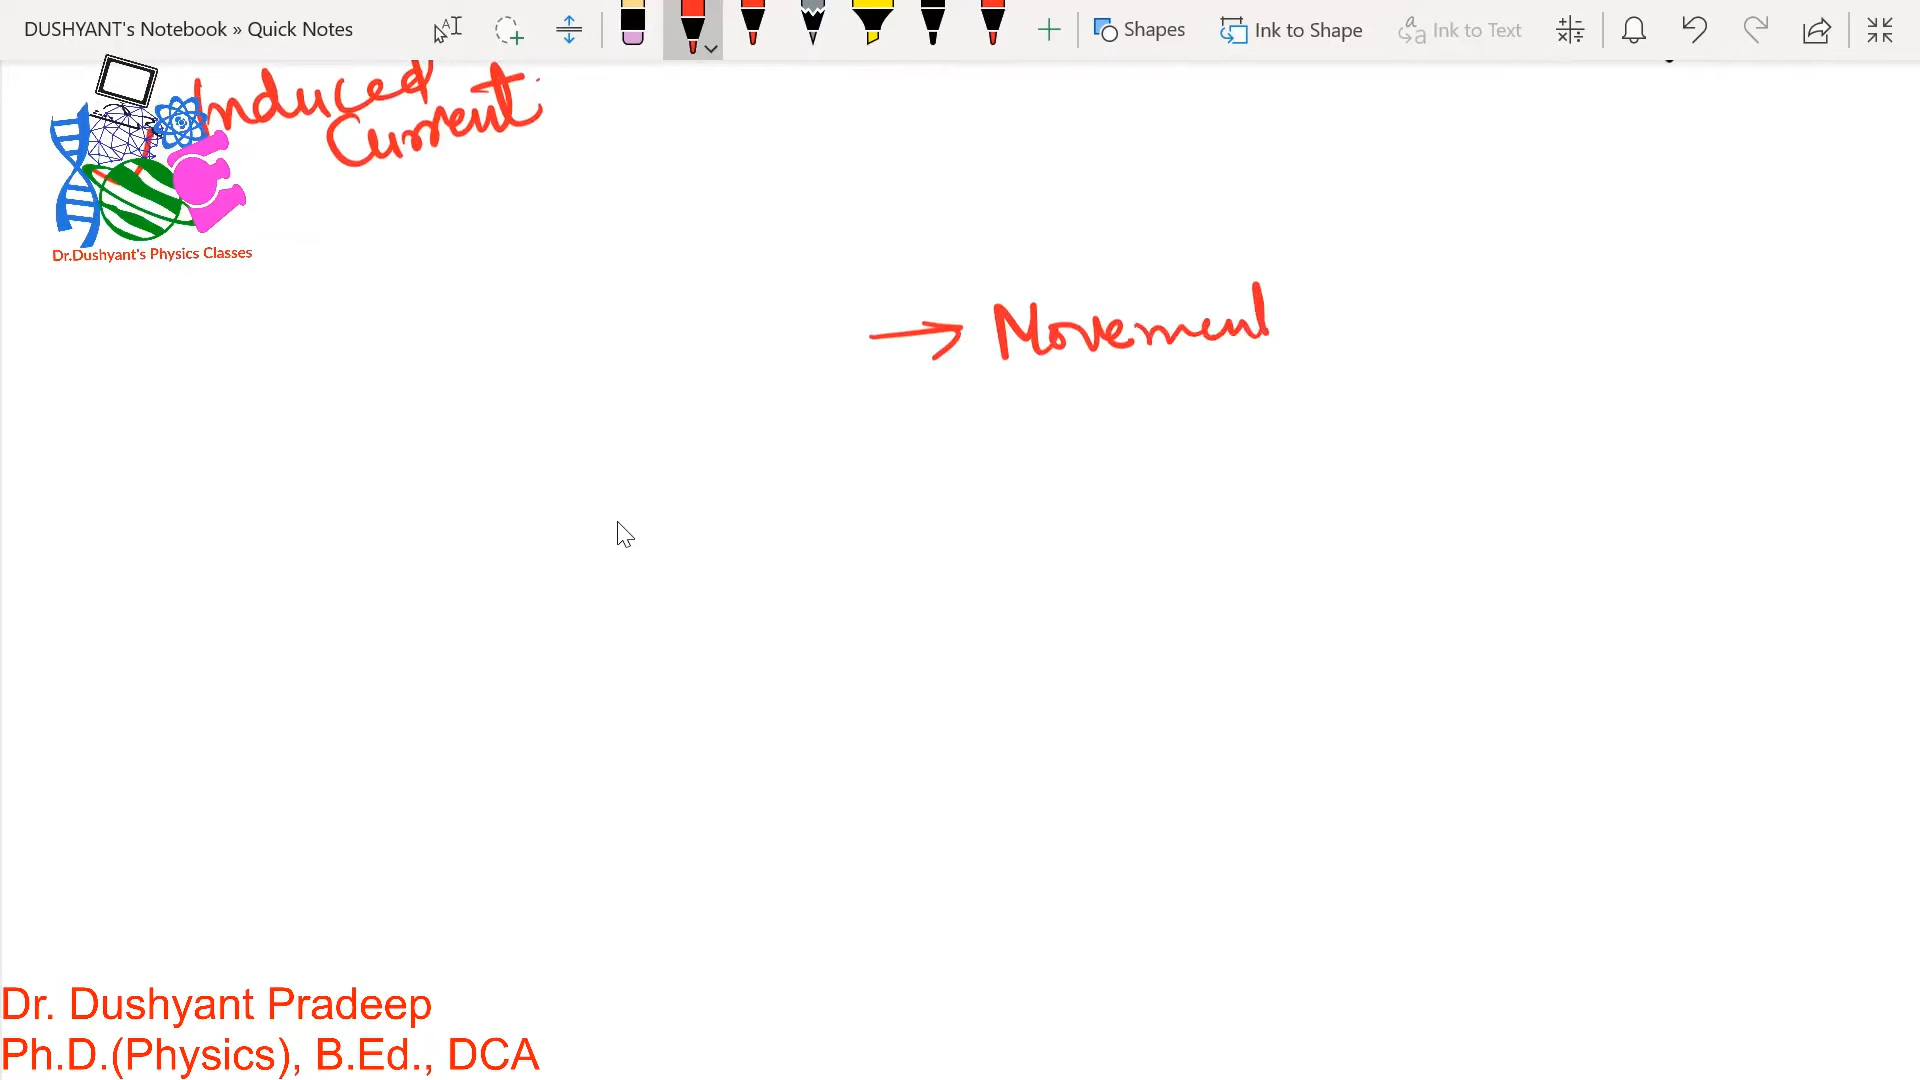 DUSHYANT's Notebook » Quick Notes
Shapes
Ink to Shape
Ink to Text
Induced
Current
Dr.Dushyant's Physics Classes
→ Movement
Dr. Dushyant Pradeep
Ph.D.(Physics), B.Ed., DCA